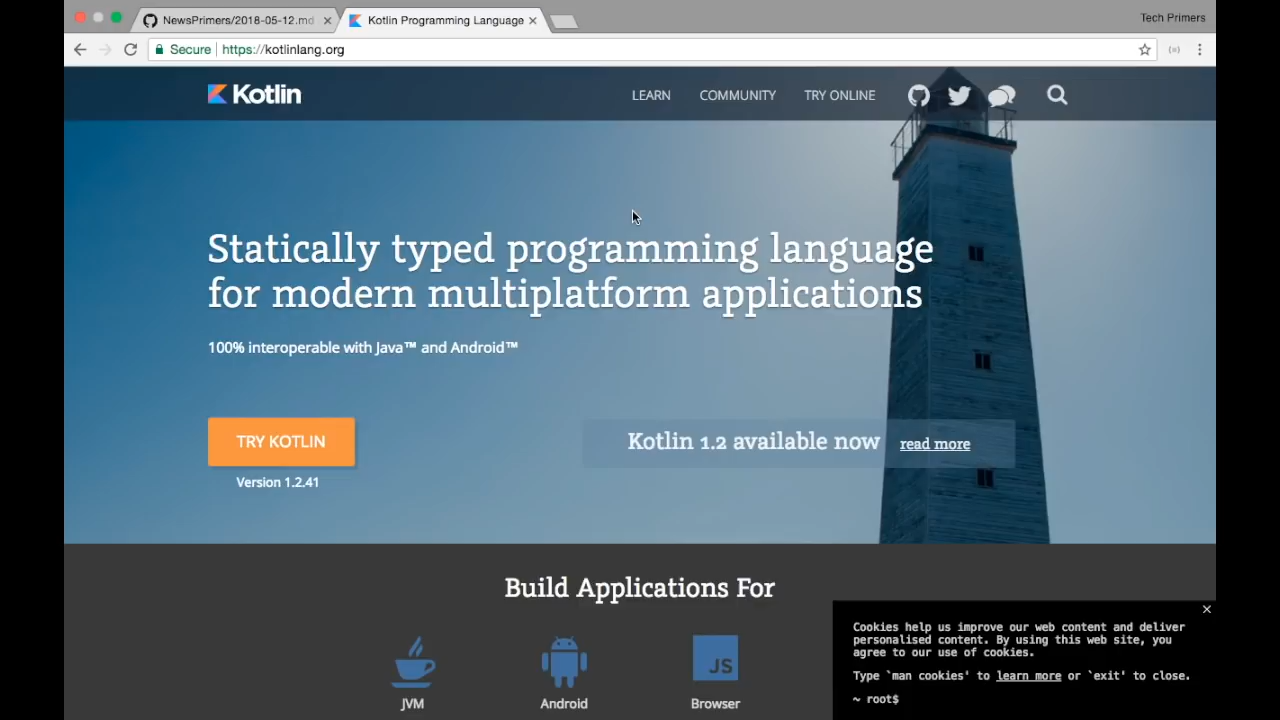 NewsPrimers/2018-05-12.md
Kotlin Programming Language
Tech Primers
Secure
https://kotlinlang.org
Kotlin
LEARN
COMMUNITY
TRY ONLINE
Statically typed programming language
for modern multiplatform applications
100% interoperable with Java™ and Android™
TRY KOTLIN
Version 1.2.41
Kotlin 1.2 available now read more
Build Applications For
JVM
Android
JS
Browser
Cookies help us improve our web content and deliver
personalised content. By using this web site, you
agree to our use of cookies.
Type `man cookies' to learn more or `exit' to close.
~ root$